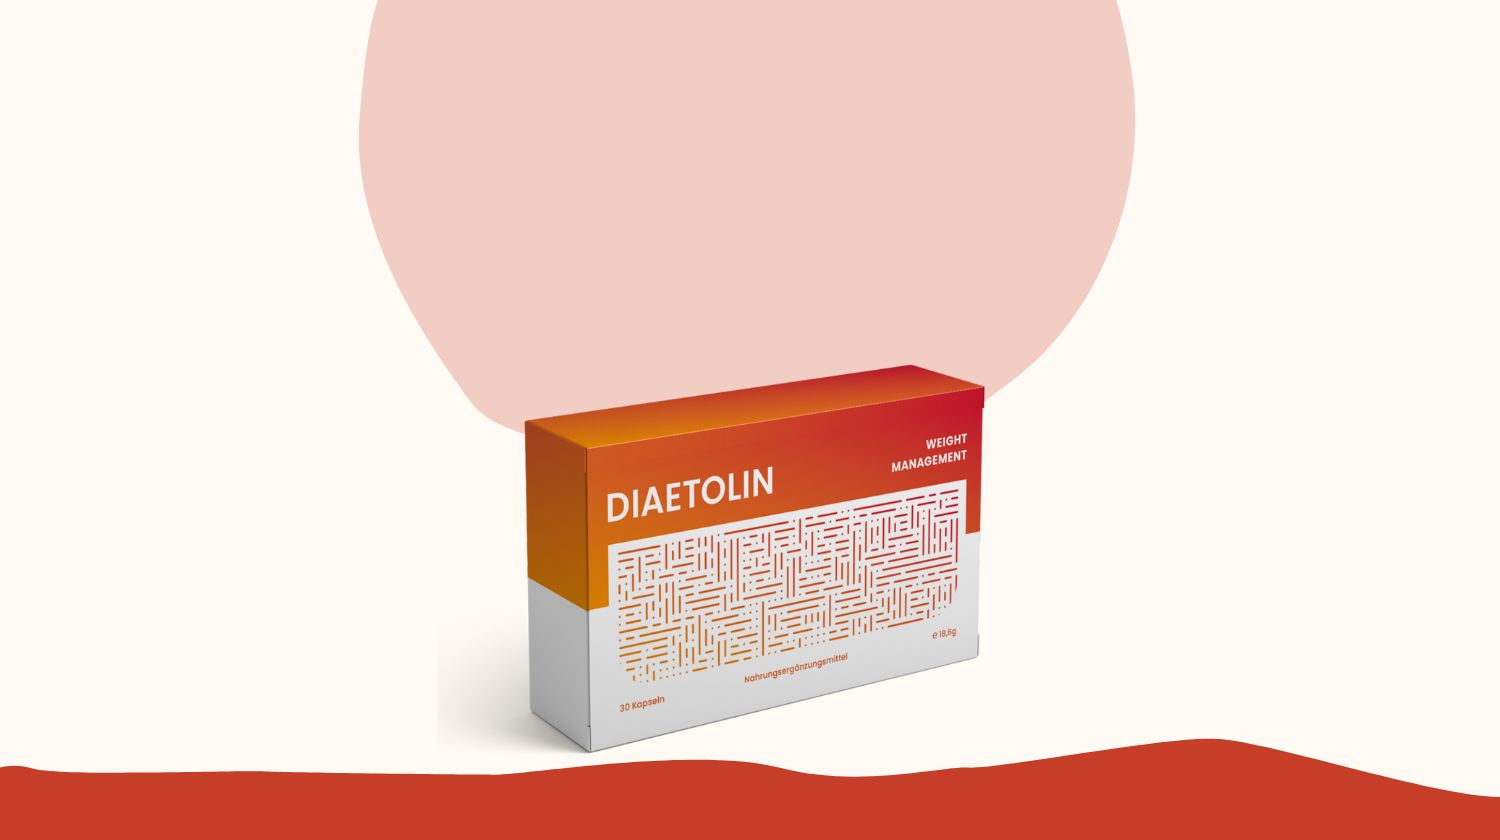 DIAETOLIN
WEIGHT
MANAGEMENT
30 Kapseln
Nahrungsergänzungsmittel
e 18,6g